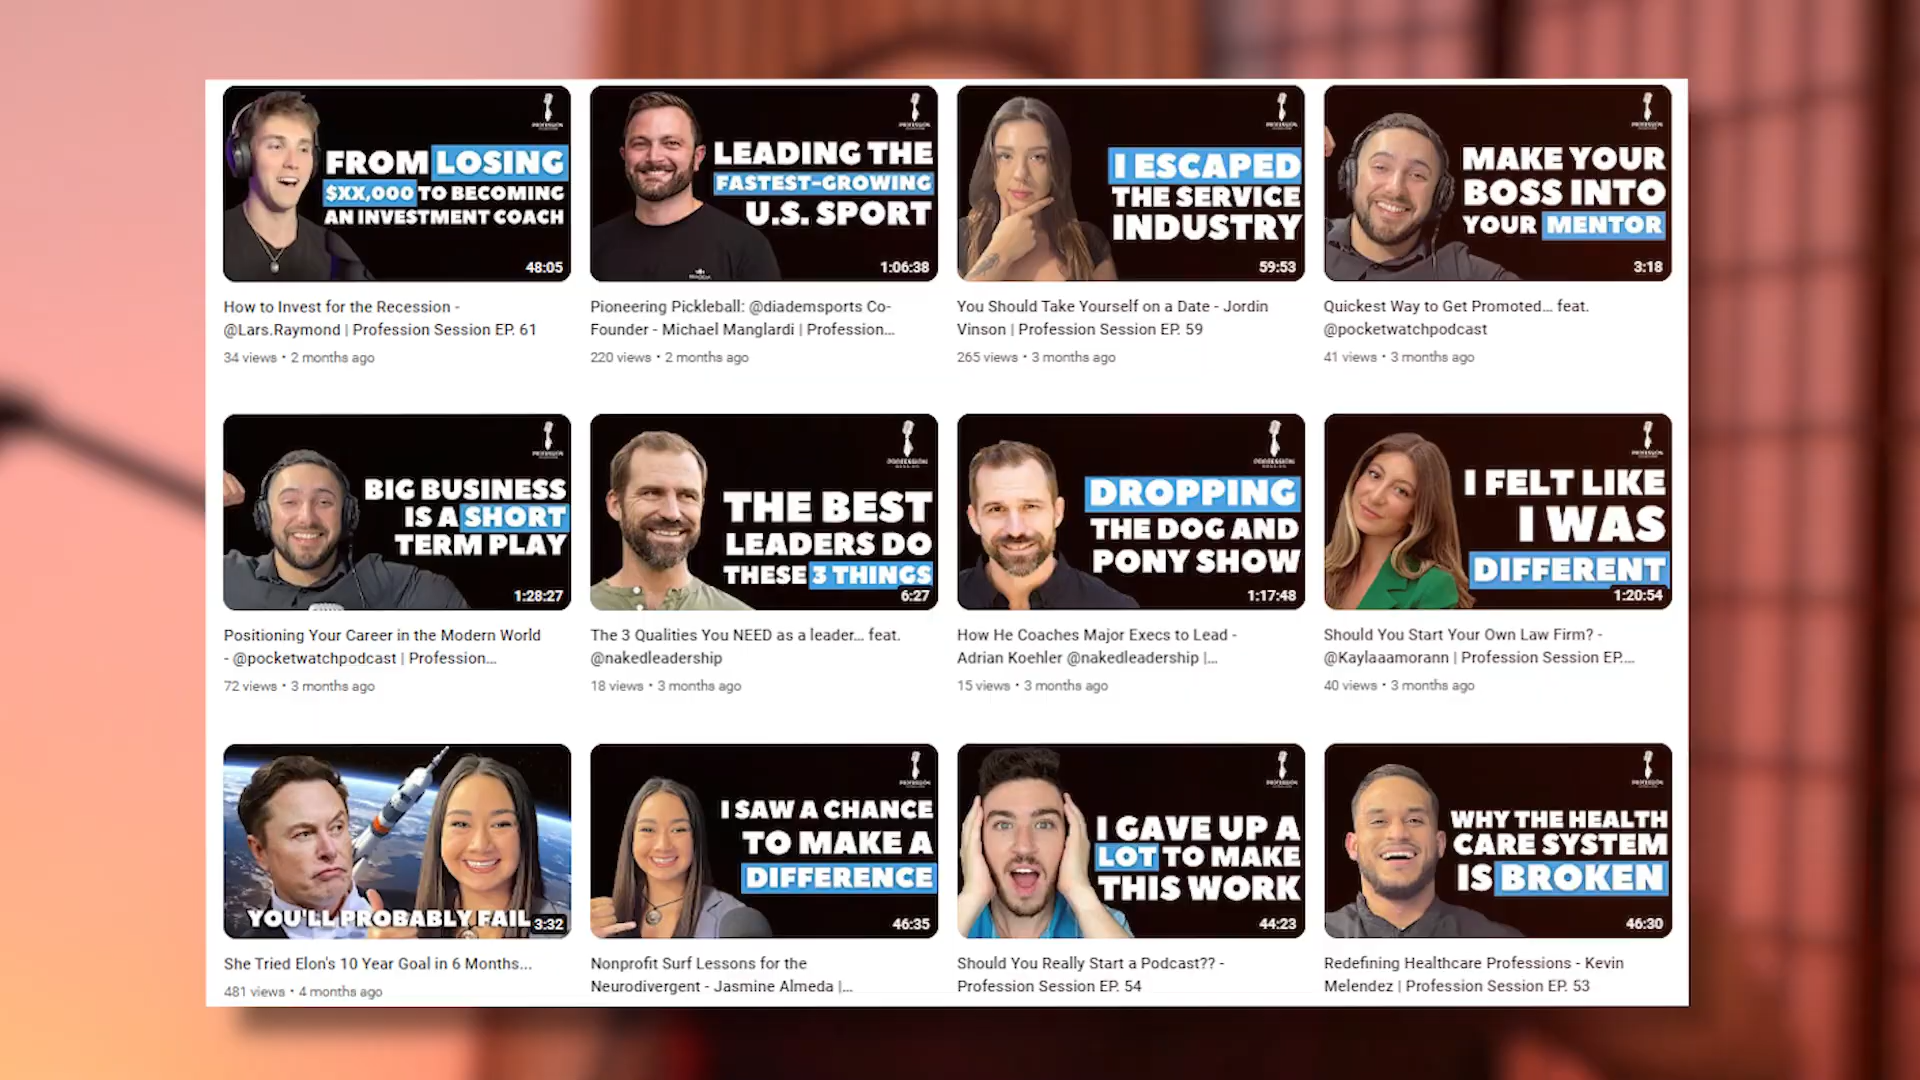 FROM LOSING
$XX,000 TO BECOMING
AN INVESTMENT COACH
48:05
LEADING THE
FASTEST-GROWING
U.S. SPORT
1:06:38
I ESCAPED
THE SERVICE
INDUSTRY
59:53
MAKE YOUR
BOSS INTO
YOUR MENTOR
3:18
How to Invest for the Recession -
@Lars.Raymond | Profession Session EP. 61
34 views • 2 months ago
Pioneering Pickleball: @diademsports Co-
Founder - Michael Manglardi | Profession...
220 views • 2 months ago
You Should Take Yourself on a Date - Jordin
Vinson | Profession Session EP. 59
265 views • 3 months ago
Quickest Way to Get Promoted... feat.
@pocketwatchpodcast
41 views • 3 months ago
BIG BUSINESS
IS A SHORT
TERM PLAY
1:28:27
THE BEST
LEADERS DO
THESE 3 THINGS
6:27
DROPPING
THE DOG AND
PONY SHOW
1:17:48
I FELT LIKE
I WAS
DIFFERENT
1:20:54
Positioning Your Career in the Modern World
- @pocketwatchpodcast | Profession...
72 views • 3 months ago
The 3 Qualities You NEED as a leader... feat.
@nakedleadership
18 views • 3 months ago
How He Coaches Major Execs to Lead -
Adrian Koehler @nakedleadership |...
15 views • 3 months ago
Should You Start Your Own Law Firm? -
@Kaylaaamorann | Profession Session EP....
40 views • 3 months ago
YOU'LL PROBABLY FAIL
3:32
I SAW A CHANCE
TO MAKE A
DIFFERENCE
46:35
I GAVE UP A
LOT TO MAKE
THIS WORK
44:23
WHY THE HEALTH
CARE SYSTEM
IS BROKEN
46:30
She Tried Elon's 10 Year Goal in 6 Months...
481 views • 4 months ago
Nonprofit Surf Lessons for the
Neurodivergent - Jasmine Almeda |...
Should You Really Start a Podcast?? -
Profession Session EP. 54
Redefining Healthcare Professions - Kevin
Melendez | Profession Session EP. 53